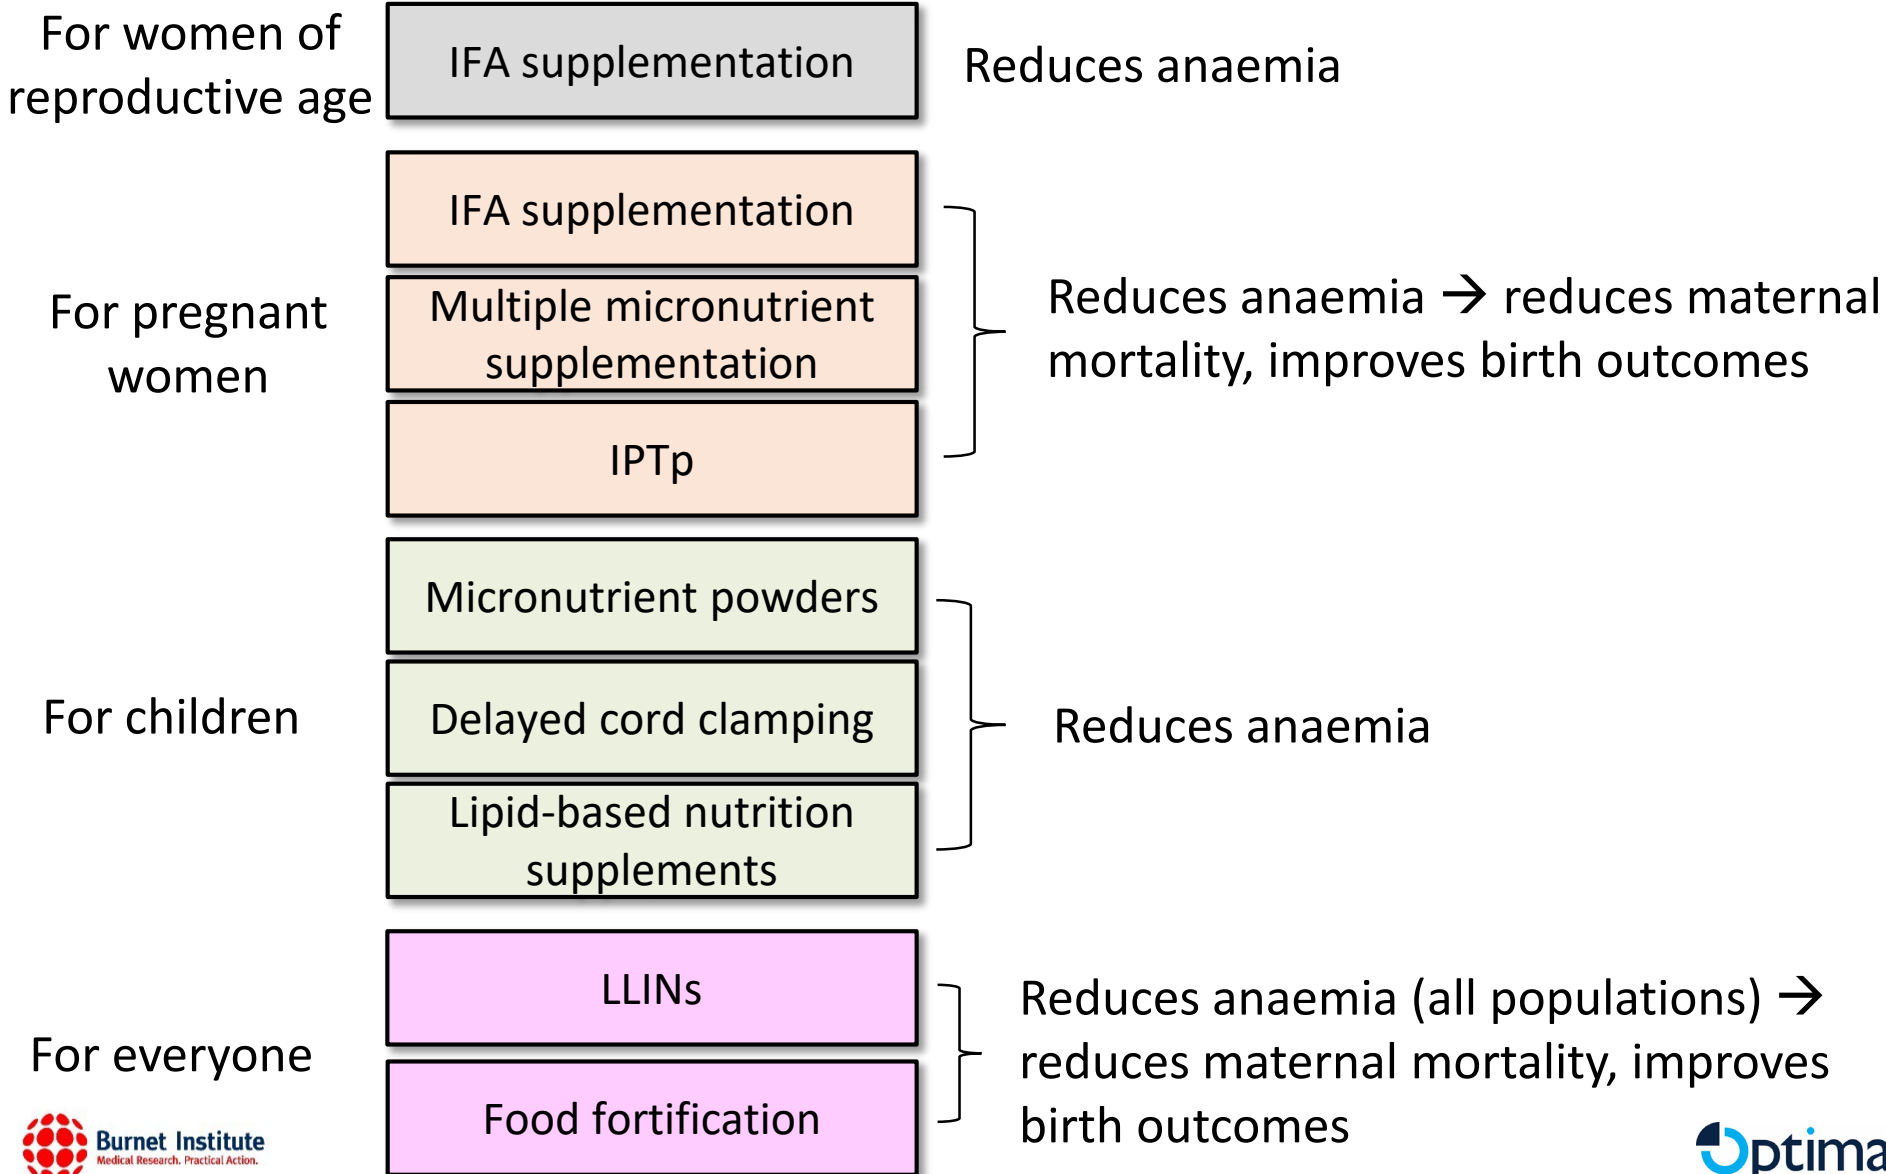 For women of
reproductive age
IFA supplementation
Reduces anaemia
For pregnant
women
IFA supplementation
Multiple micronutrient
supplementation
IPTp
Reduces anaemia → reduces maternal
mortality, improves birth outcomes
For children
Micronutrient powders
Delayed cord clamping
Lipid-based nutrition
supplements
Reduces anaemia
For everyone
LLINs
Food fortification
Reduces anaemia (all populations) →
reduces maternal mortality, improves
birth outcomes
Burnet Institute
Medical Research. Practical Action.
Optima